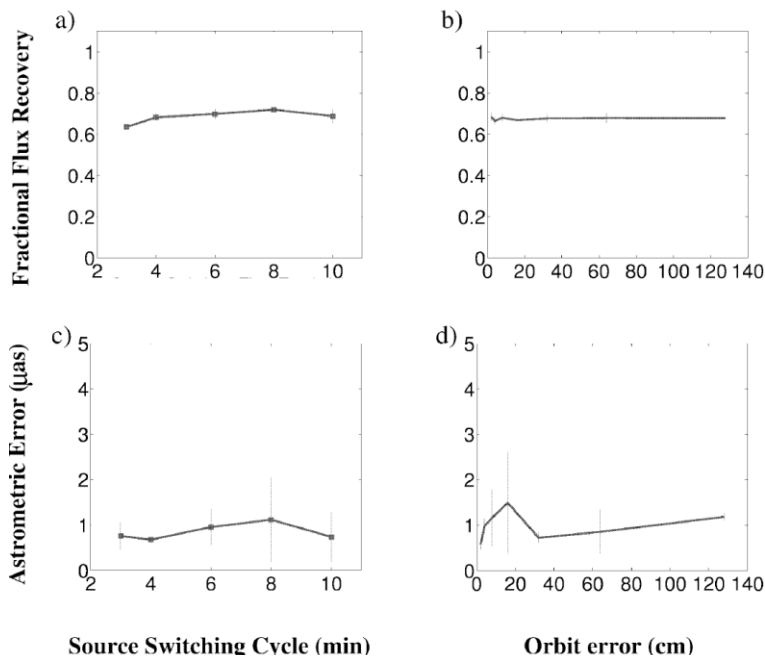 a)
b)
Fractional Flux Recovery
1
0.8
0.6
0.4
0.2
0
2 4 6 8 10
1
0.8
0.6
0.4
0.2
0
0 20 40 60 80 100 120 140
c)
d)
Astrometric Error (μas)
5
4
3
2
1
0
2 4 6 8 10
5
4
3
2
1
0
0 20 40 60 80 100 120 140
Source Switching Cycle (min)
Orbit error (cm)